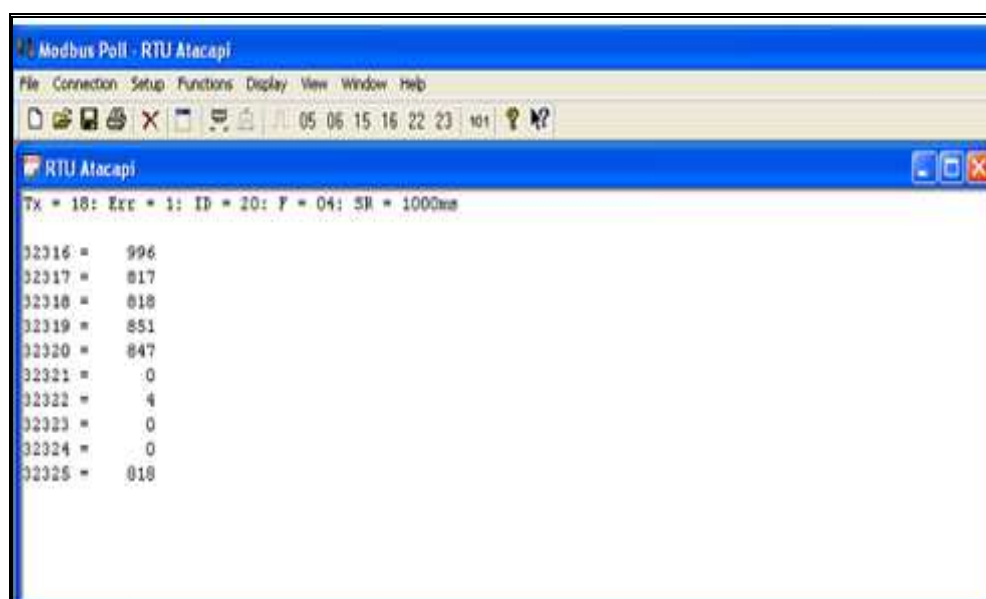 Modbus Poll - RTU Atacapi
File Connection Setup Functions Display View Window Help
05 06 15 16 22 23 101
RTU Atacapi
Tx = 18: Err = 1: ID = 20: F = 04: SR = 1000ms
32316 = 996
32317 = 817
32318 = 818
32319 = 851
32320 = 847
32321 = 0
32322 = 4
32323 = 0
32324 = 0
32325 = 818